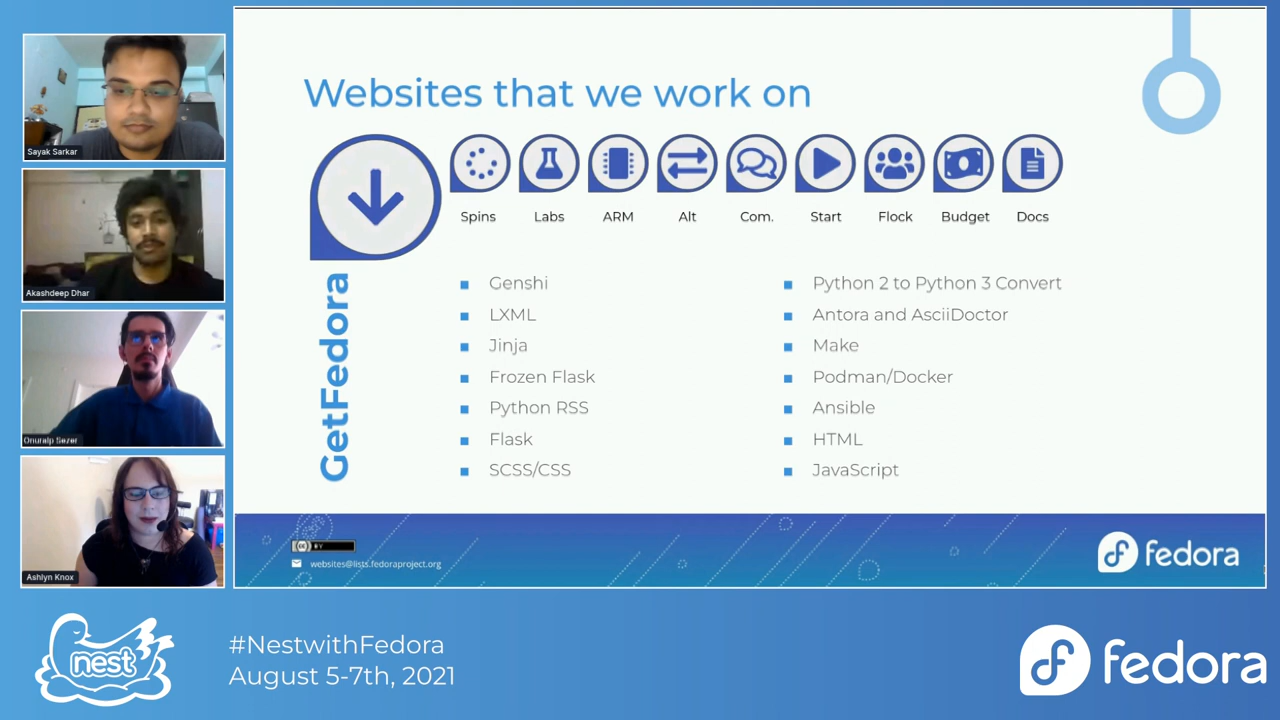 Sayak Sarkar
Akashdeep Dhar
Onuralp Sezer
Ashlyn Knox
Websites that we work on
Spins
Labs
ARM
Alt
Com.
Start
Flock
Budget
Docs
GetFedora
Genshi
LXML
Jinja
Frozen Flask
Python RSS
Flask
SCSS/CSS
Python 2 to Python 3 Convert
Antora and AsciiDoctor
Make
Podman/Docker
Ansible
HTML
JavaScript
cc BY
websites@lists.fedoraproject.org
fedora
nest
#NestwithFedora
August 5-7th, 2021
fedora